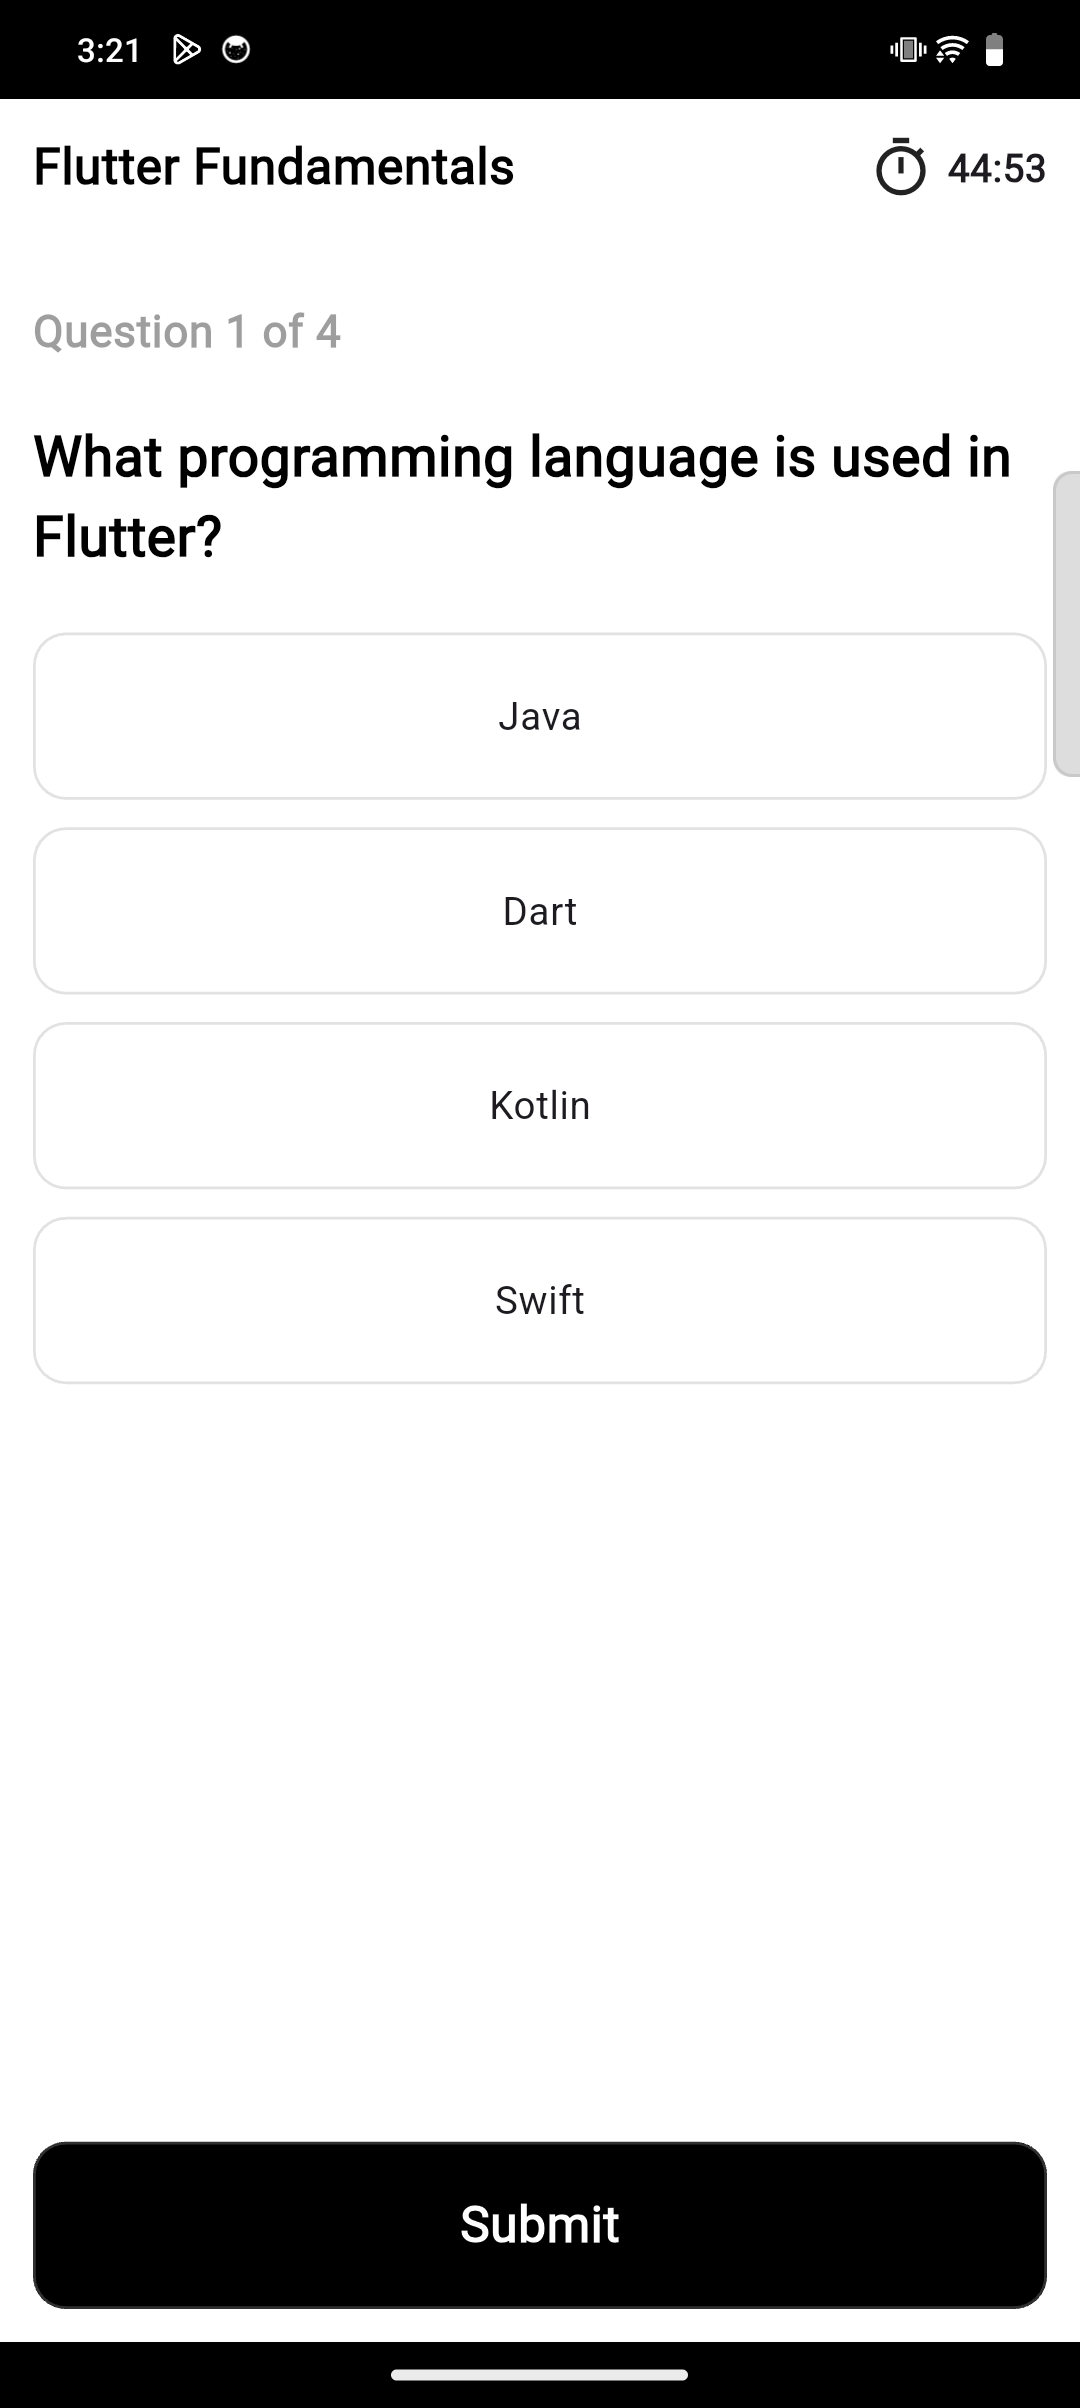 3:21
Flutter Fundamentals
44:53
Question 1 of 4
What programming language is used in
Flutter?
Java
Dart
Kotlin
Swift
Submit